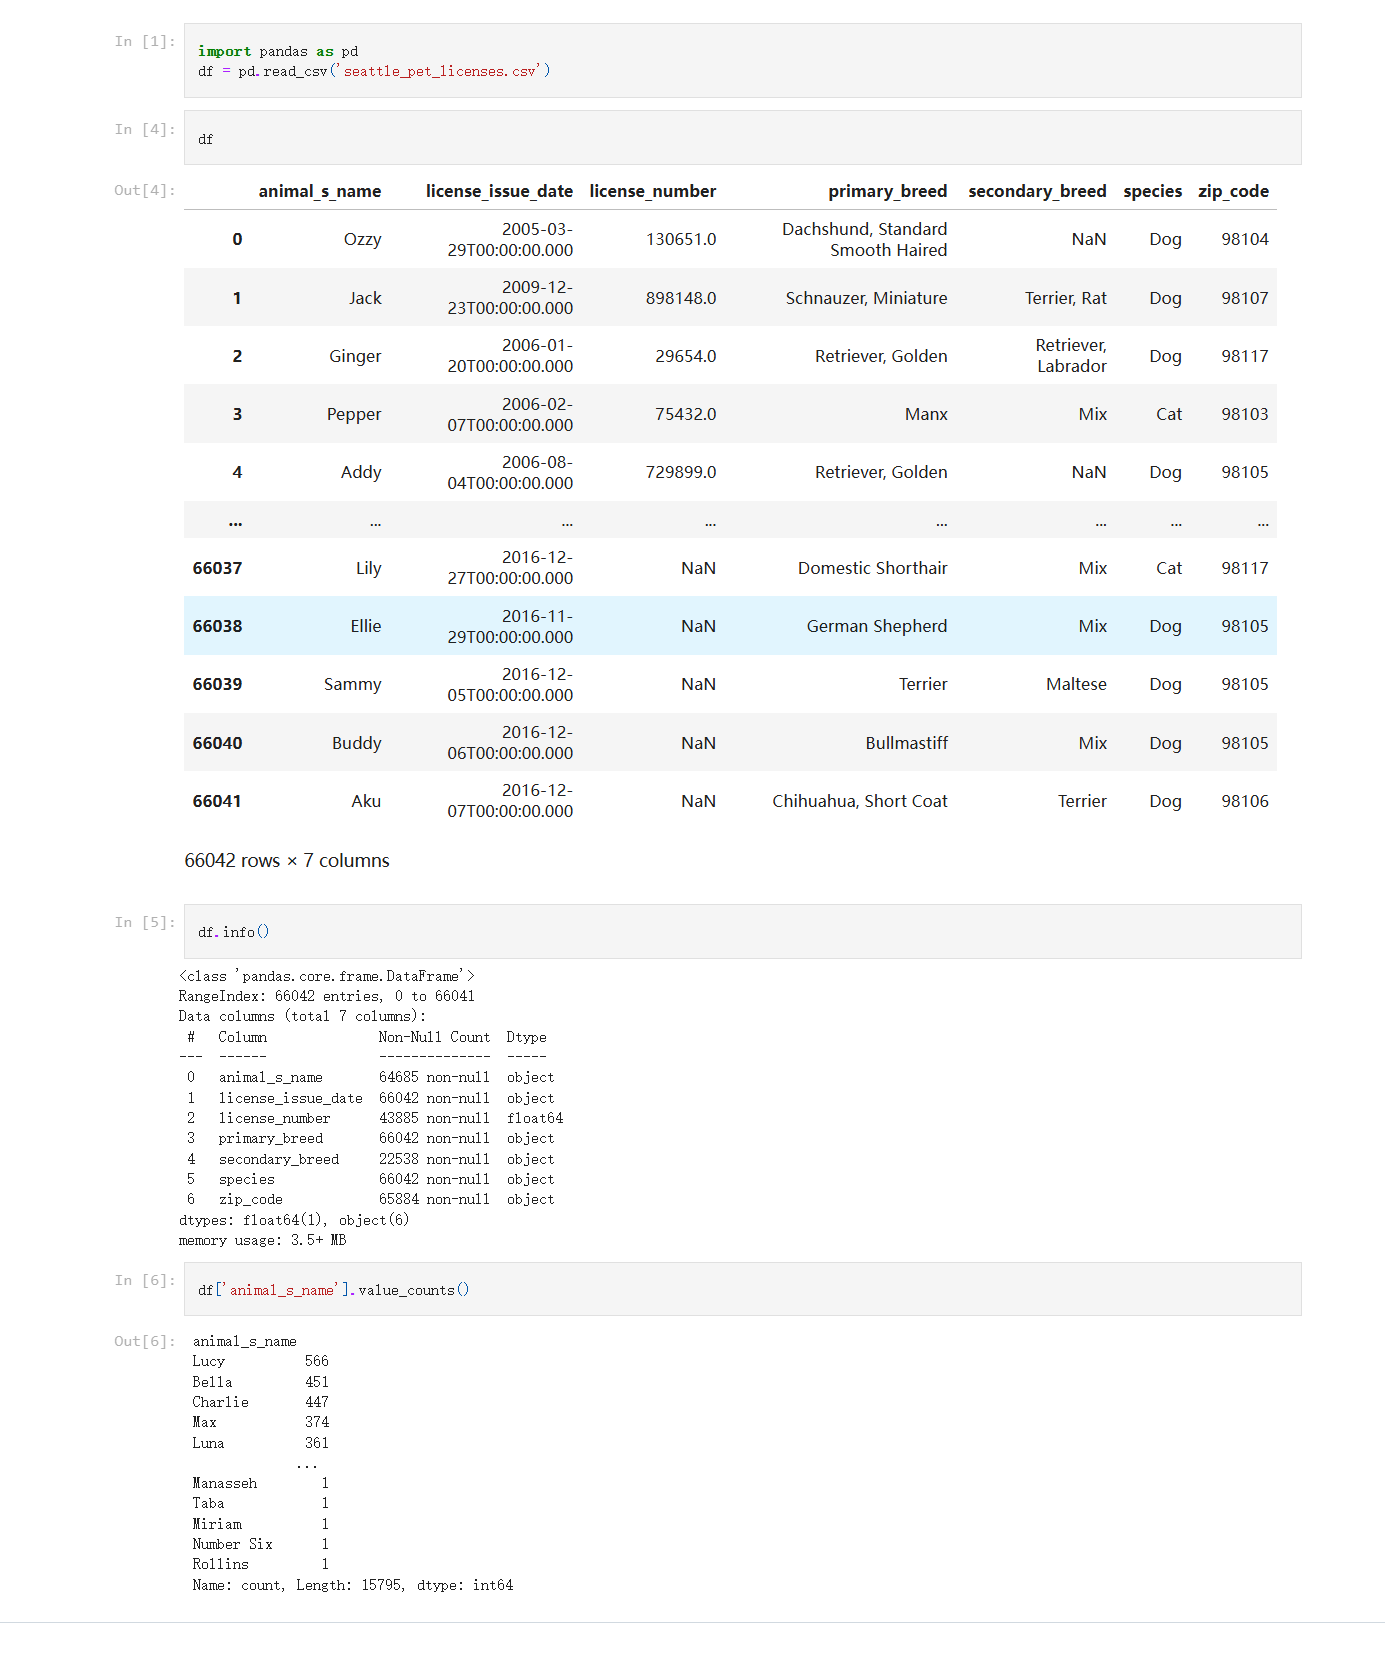 In [1]:
import pandas as pd
df = pd.read_csv('seattle_pet_licenses.csv')
In [4]:
df
Out[4]:
animal_s_name license_issue_date license_number primary_breed secondary_breed species zip_code
0 Ozzy 2005-03-29T00:00:00.000 130651.0 Dachshund, Standard Smooth Haired NaN Dog 98104
1 Jack 2009-12-23T00:00:00.000 898148.0 Schnauzer, Miniature Terrier, Rat Dog 98107
2 Ginger 2006-01-20T00:00:00.000 29654.0 Retriever, Golden Retriever, Labrador Dog 98117
3 Pepper 2006-02-07T00:00:00.000 75432.0 Manx Mix Cat 98103
4 Addy 2006-08-04T00:00:00.000 729899.0 Retriever, Golden NaN Dog 98105
... ... ... ... ... ... ... ...
66037 Lily 2016-12-27T00:00:00.000 NaN Domestic Shorthair Mix Cat 98117
66038 Ellie 2016-11-29T00:00:00.000 NaN German Shepherd Mix Dog 98105
66039 Sammy 2016-12-05T00:00:00.000 NaN Terrier Maltese Dog 98105
66040 Buddy 2016-12-06T00:00:00.000 NaN Bullmastiff Mix Dog 98105
66041 Aku 2016-12-07T00:00:00.000 NaN Chihuahua, Short Coat Terrier Dog 98106
66042 rows × 7 columns
In [5]:
df.info()
<class 'pandas.core.frame.DataFrame'>
RangeIndex: 66042 entries, 0 to 66041
Data columns (total 7 columns):
# Column Non-Null Count Dtype
--- ------ -------------- -----
0 animal_s_name 64685 non-null object
1 license_issue_date 66042 non-null object
2 license_number 43885 non-null float64
3 primary_breed 66042 non-null object
4 secondary_breed 22538 non-null object
5 species 66042 non-null object
6 zip_code 65884 non-null object
dtypes: float64(1), object(6)
memory usage: 3.5+ MB
In [6]:
df['animal_s_name'].value_counts()
Out[6]:
animal_s_name
Lucy 566
Bella 451
Charlie 447
Max 374
Luna 361
...
Manasseh 1
Taba 1
Miriam 1
Number Six 1
Rollins 1
Name: count, Length: 15795, dtype: int64